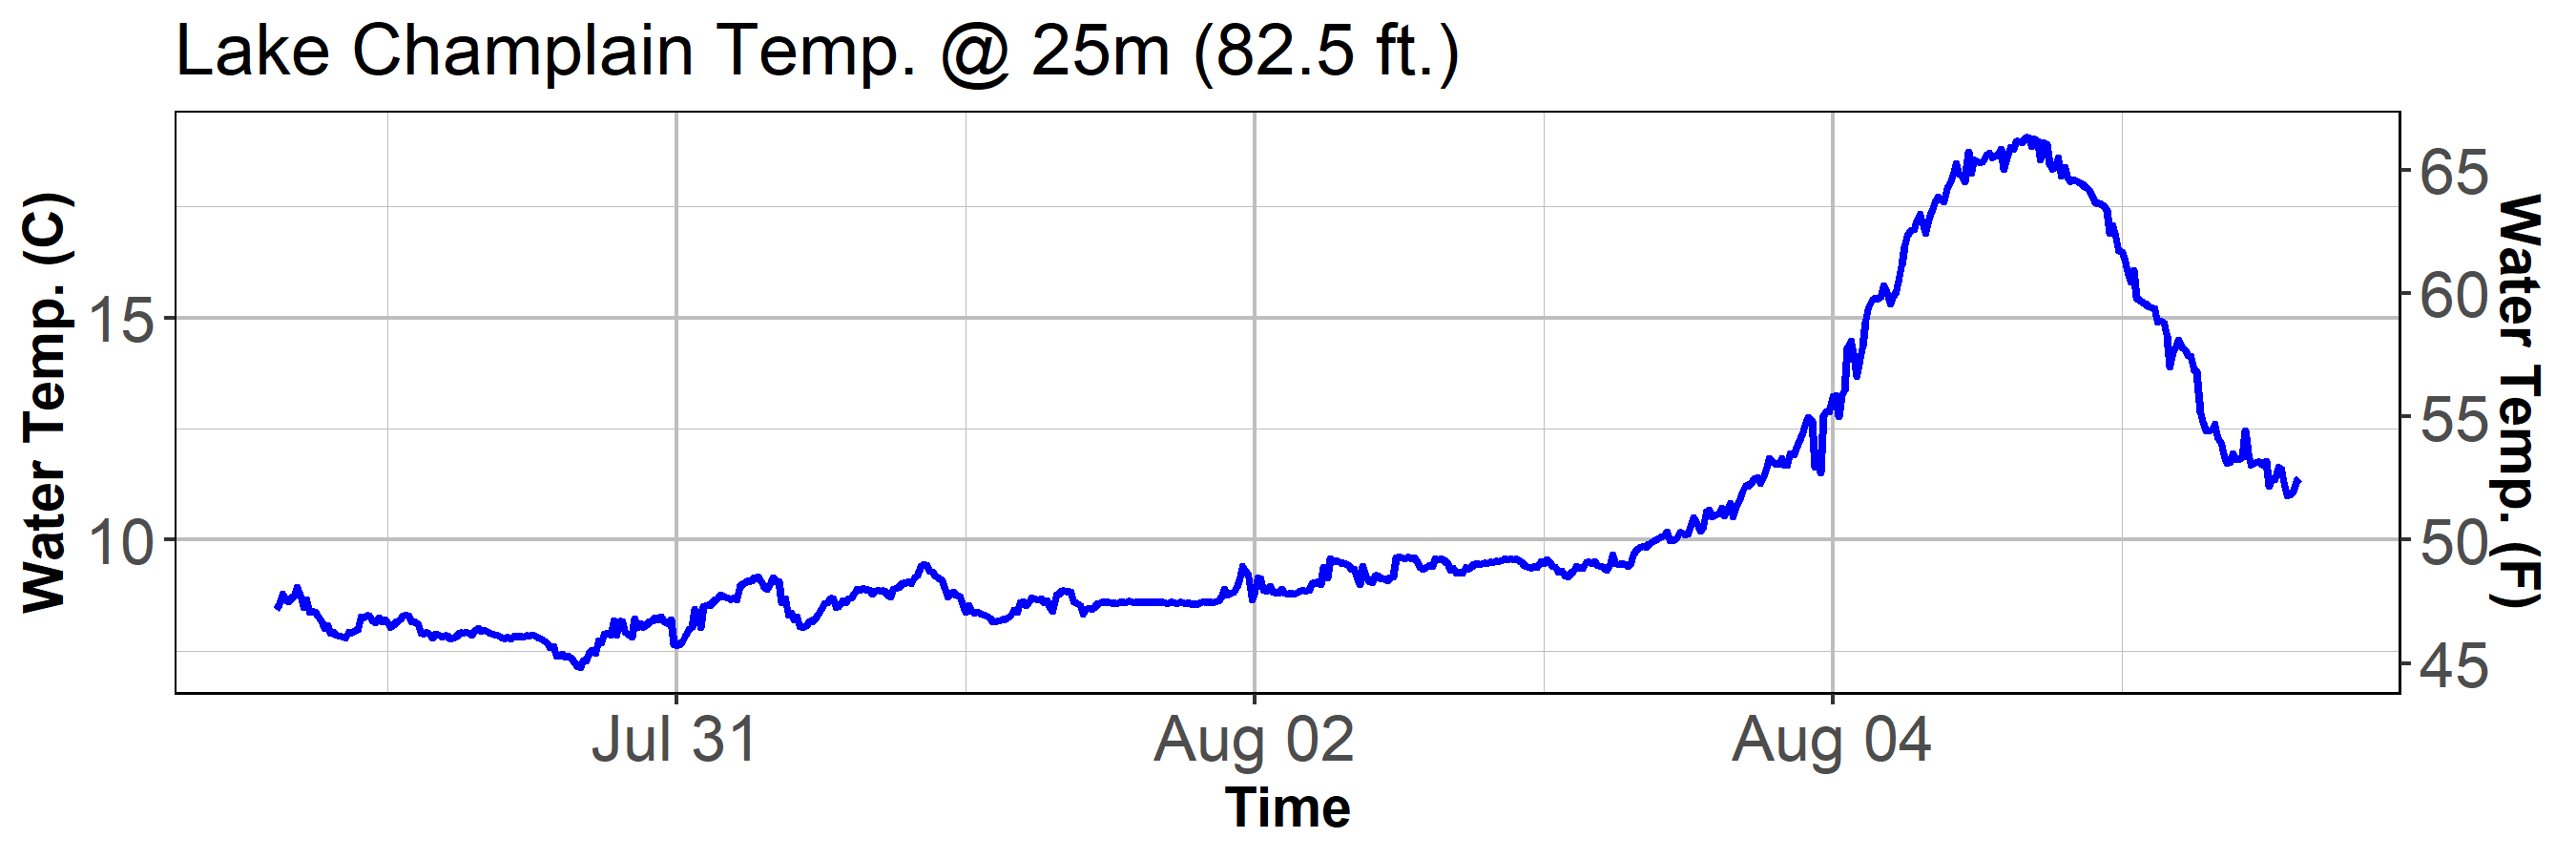 Lake Champlain Temp. @ 25m (82.5 ft.)
Water Temp. (C)
15
10
65
60
55
50
45
Water Temp. (F)
Jul 31
Aug 02
Aug 04
Time